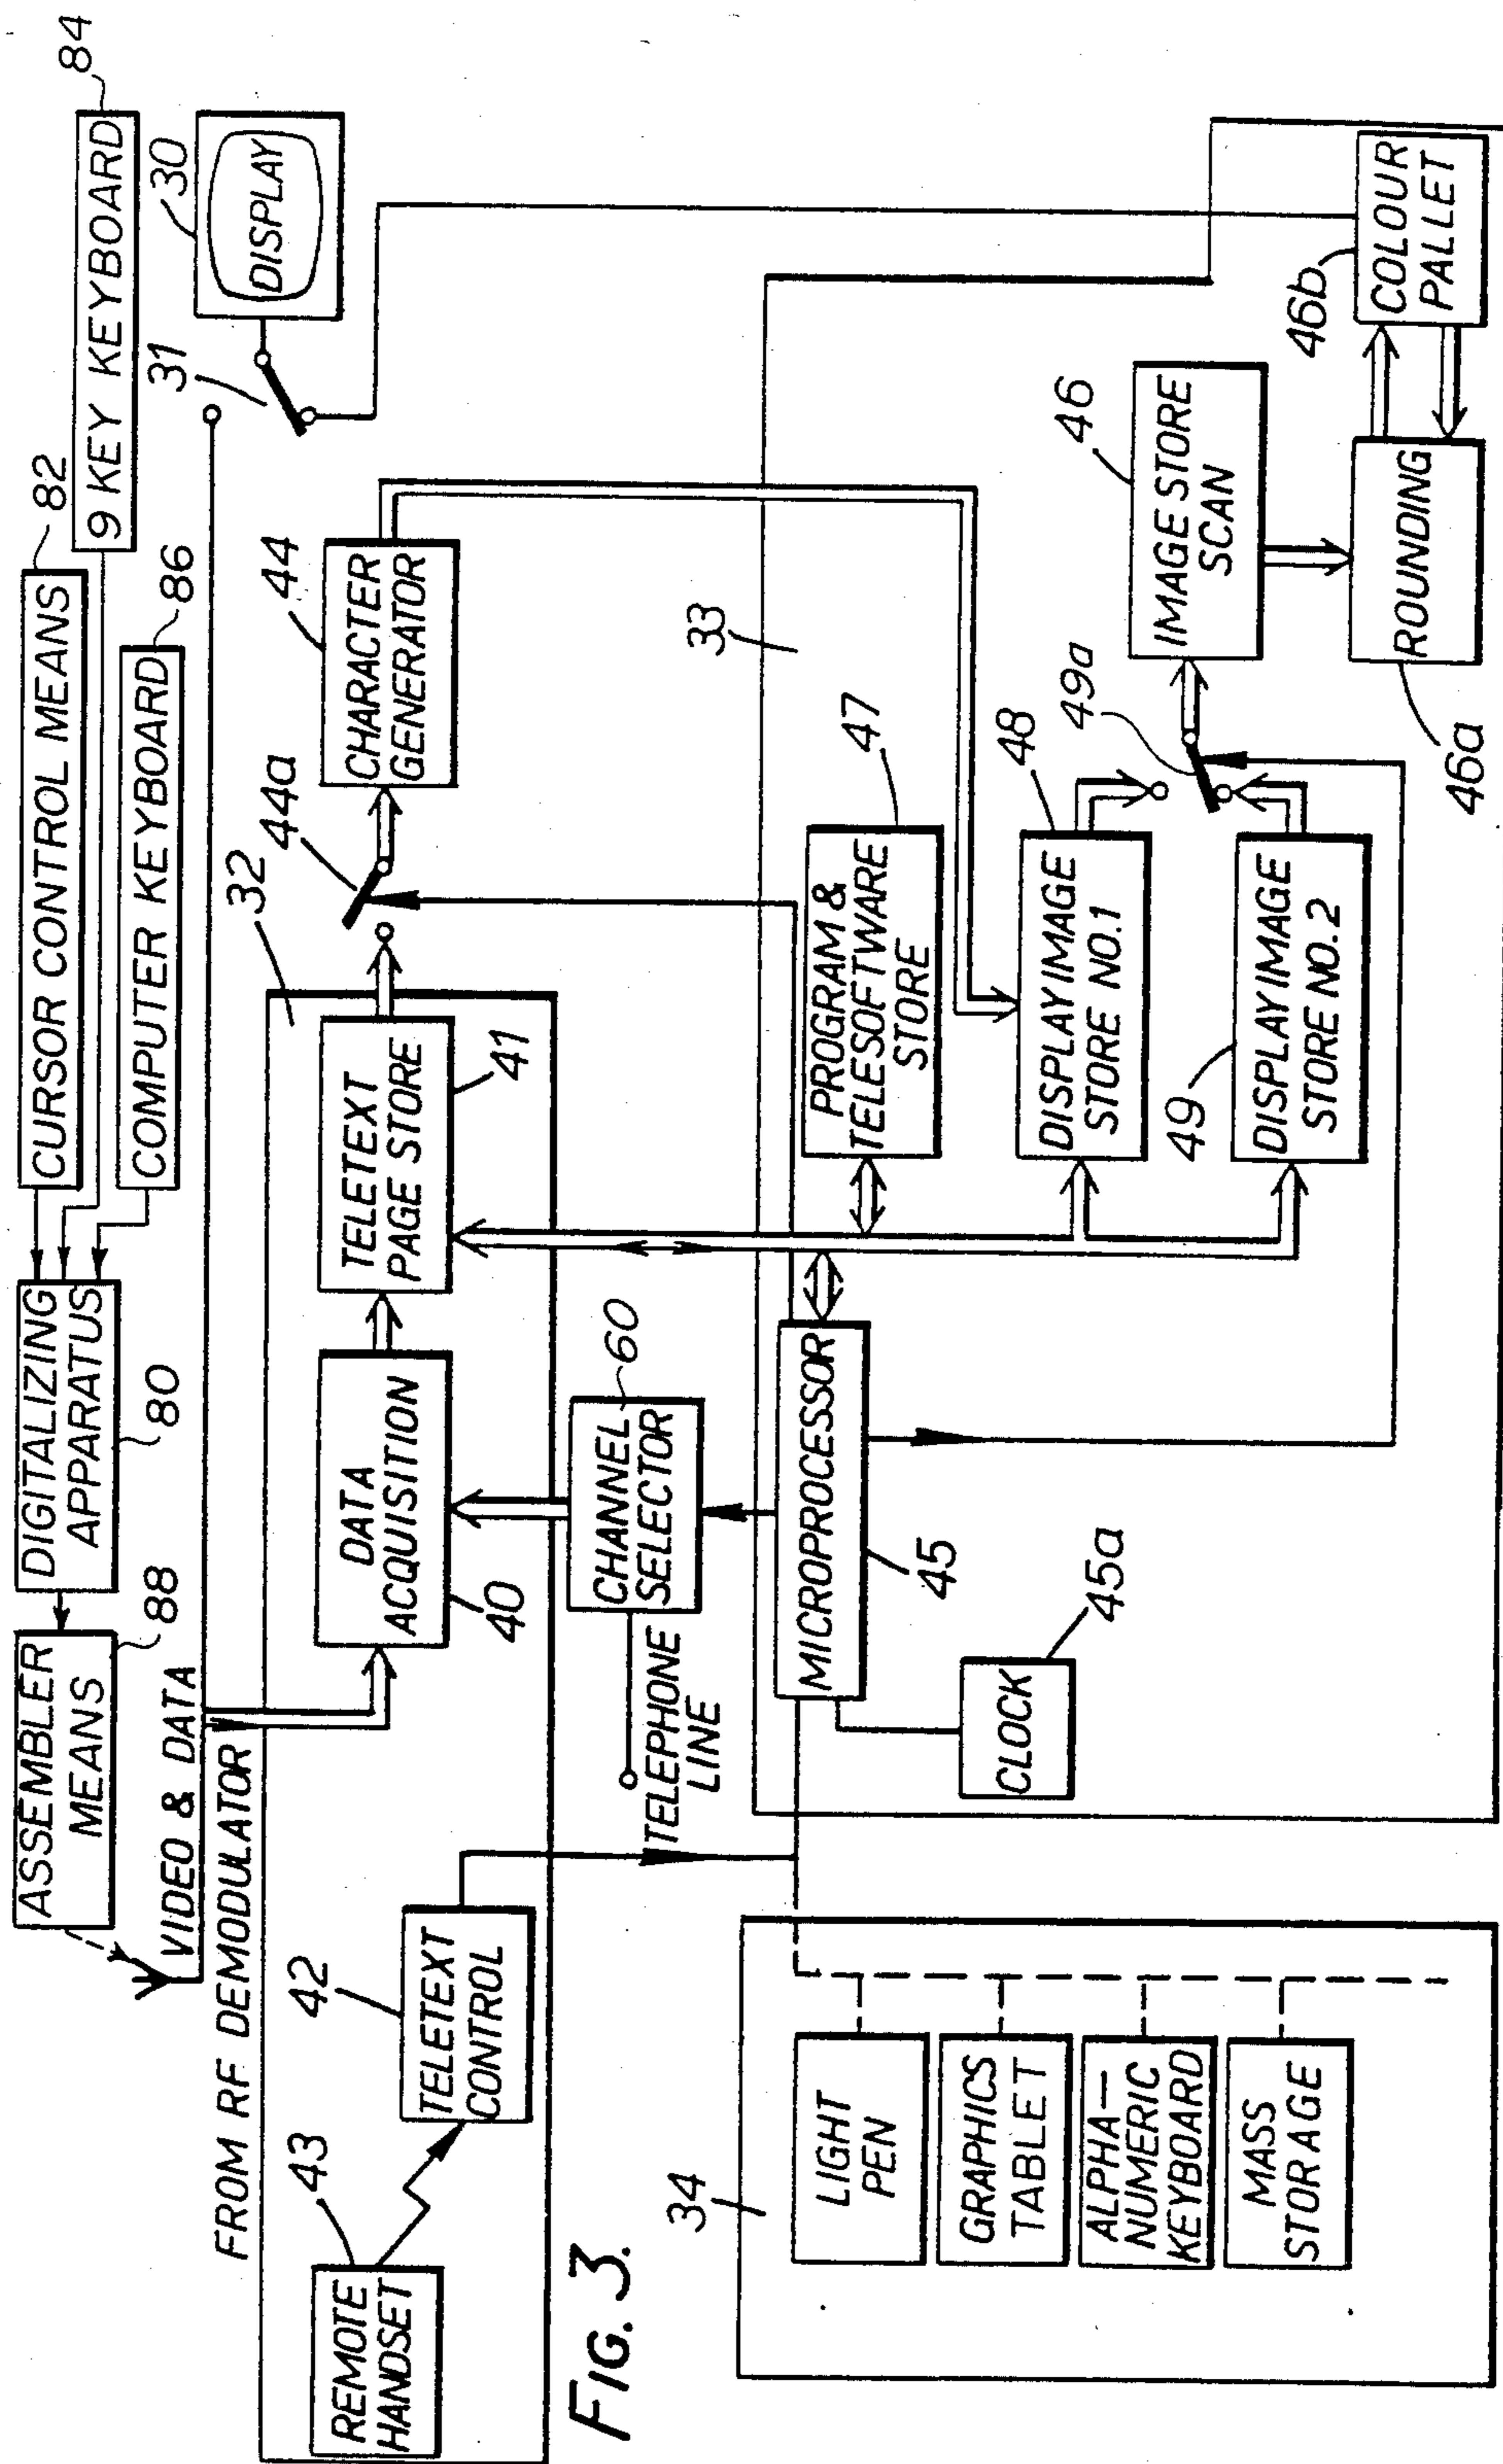 CURSOR CONTROL MEANS
82
9 KEY KEYBOARD
84
COMPUTER KEYBOARD
86
DIGITALIZING
APPARATUS
80
ASSEMBLER
MEANS
88
VIDEO & DATA
FROM RF DEMODULATOR
DISPLAY
30
31
32
REMOTE
HANDSET
43
TELETEXT
CONTROL
42
DATA
ACQUISITION
40
TELETEXT
PAGE STORE
41
44a
CHARACTER
GENERATOR
44
CHANNEL
SELECTOR
60
TELEPHONE
LINE
FIG. 3.
33
34
LIGHT
PEN
GRAPHICS
TABLET
ALPHA—
NUMERIC
KEYBOARD
MASS
STORAGE
MICROPROCESSOR
45
CLOCK
45a
PROGRAM &
TELESOFTWARE
STORE
47
DISPLAY IMAGE
STORE NO.1
48
DISPLAY IMAGE
STORE NO.2
49
49a
IMAGE STORE
SCAN
46
ROUNDING
46a
COLOUR
PALLET
46b